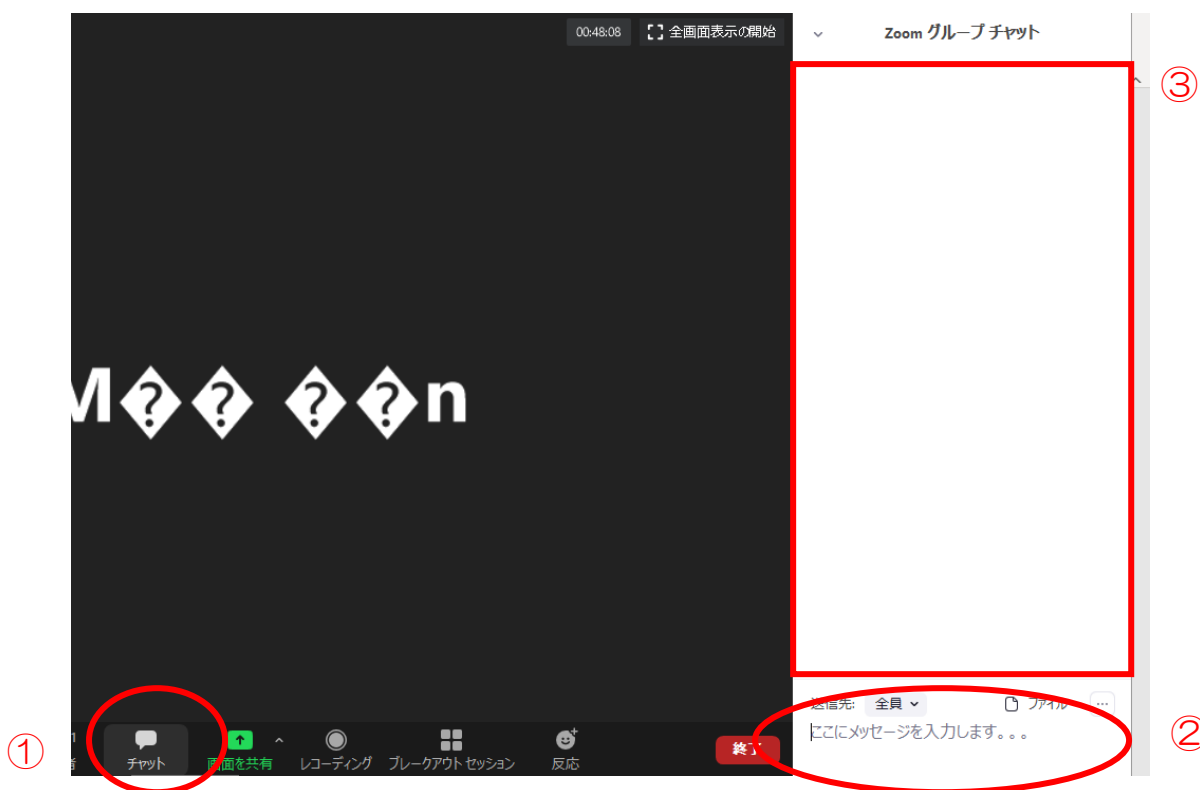 00:48:08 全画面表示の開始
Zoom グループ チャット
③
M�� ��n
送信先: 全員 ファイル ...
ここにメッセージを入力します。。。
②
①
1
チャット 画面を共有 レコーディング ブレークアウト セッション 反応 終了